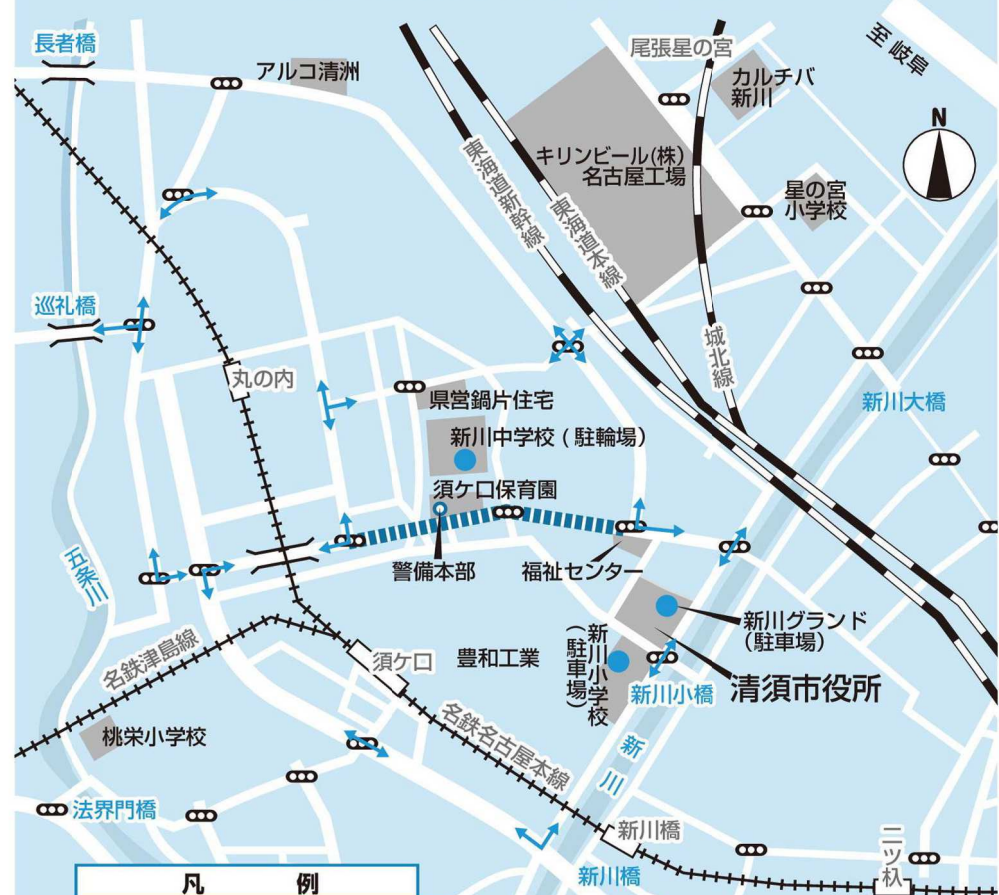 長者橋
アルコ清洲
尾張星の宮
カルチバ
新川
至 岐阜
N
キリンビール(株)
名古屋工場
星の宮
小学校
東海道新幹線
東海道本線
城北線
巡礼橋
丸の内
県営鍋片住宅
新川中学校(駐輪場)
須ケ口保育園
新川大橋
五条川
警備本部
福祉センター
新川グランド
(駐車場)
新川小学校
(駐車場)
清須市役所
新川小橋
名鉄津島線
須ケ口
豊和工業
桃栄小学校
名鉄名古屋本線
新川
法界門橋
新川橋
新川橋
二ツ杁
凡 例